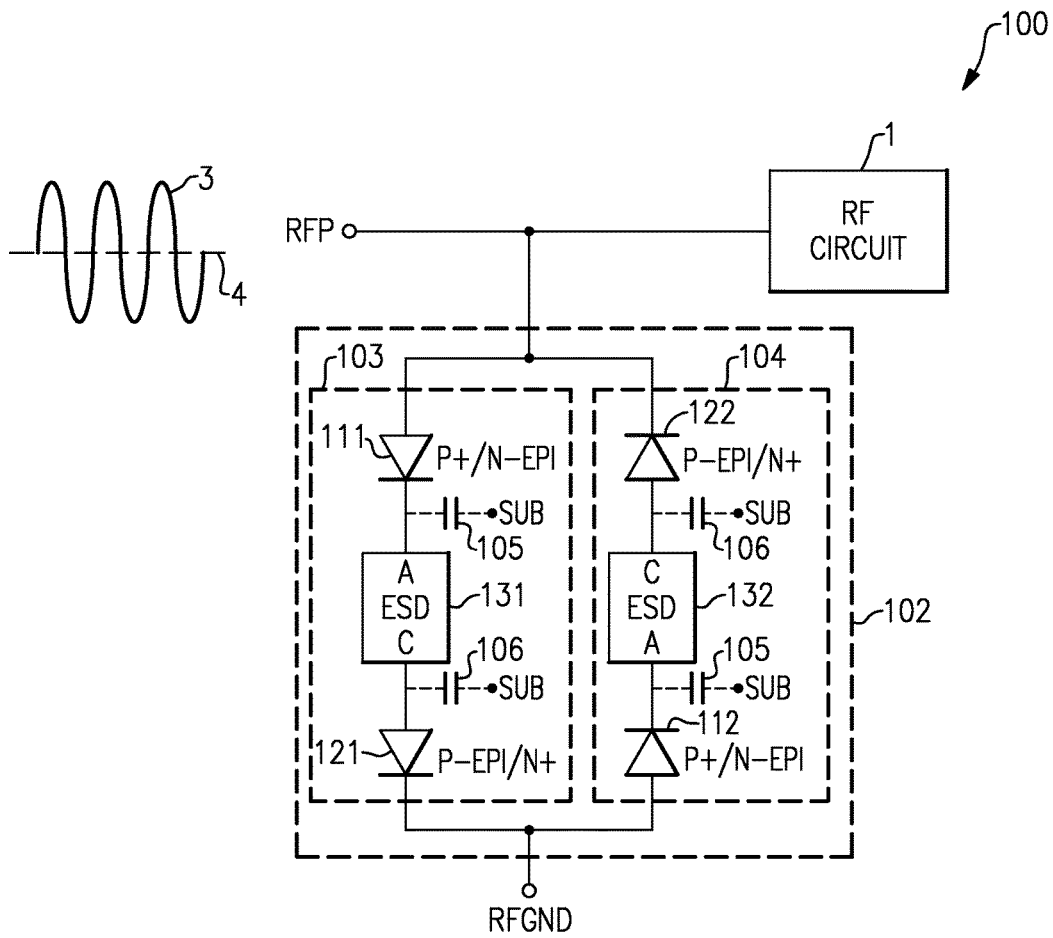 100
1
3
RFP
RF
CIRCUIT
4
103
104
111
122
P+/N-EPI
P-EPI/N+
SUB
SUB
105
106
A
ESD
C
131
C
ESD
A
132
102
106
105
SUB
SUB
121
112
P-EPI/N+
P+/N-EPI
RFGND